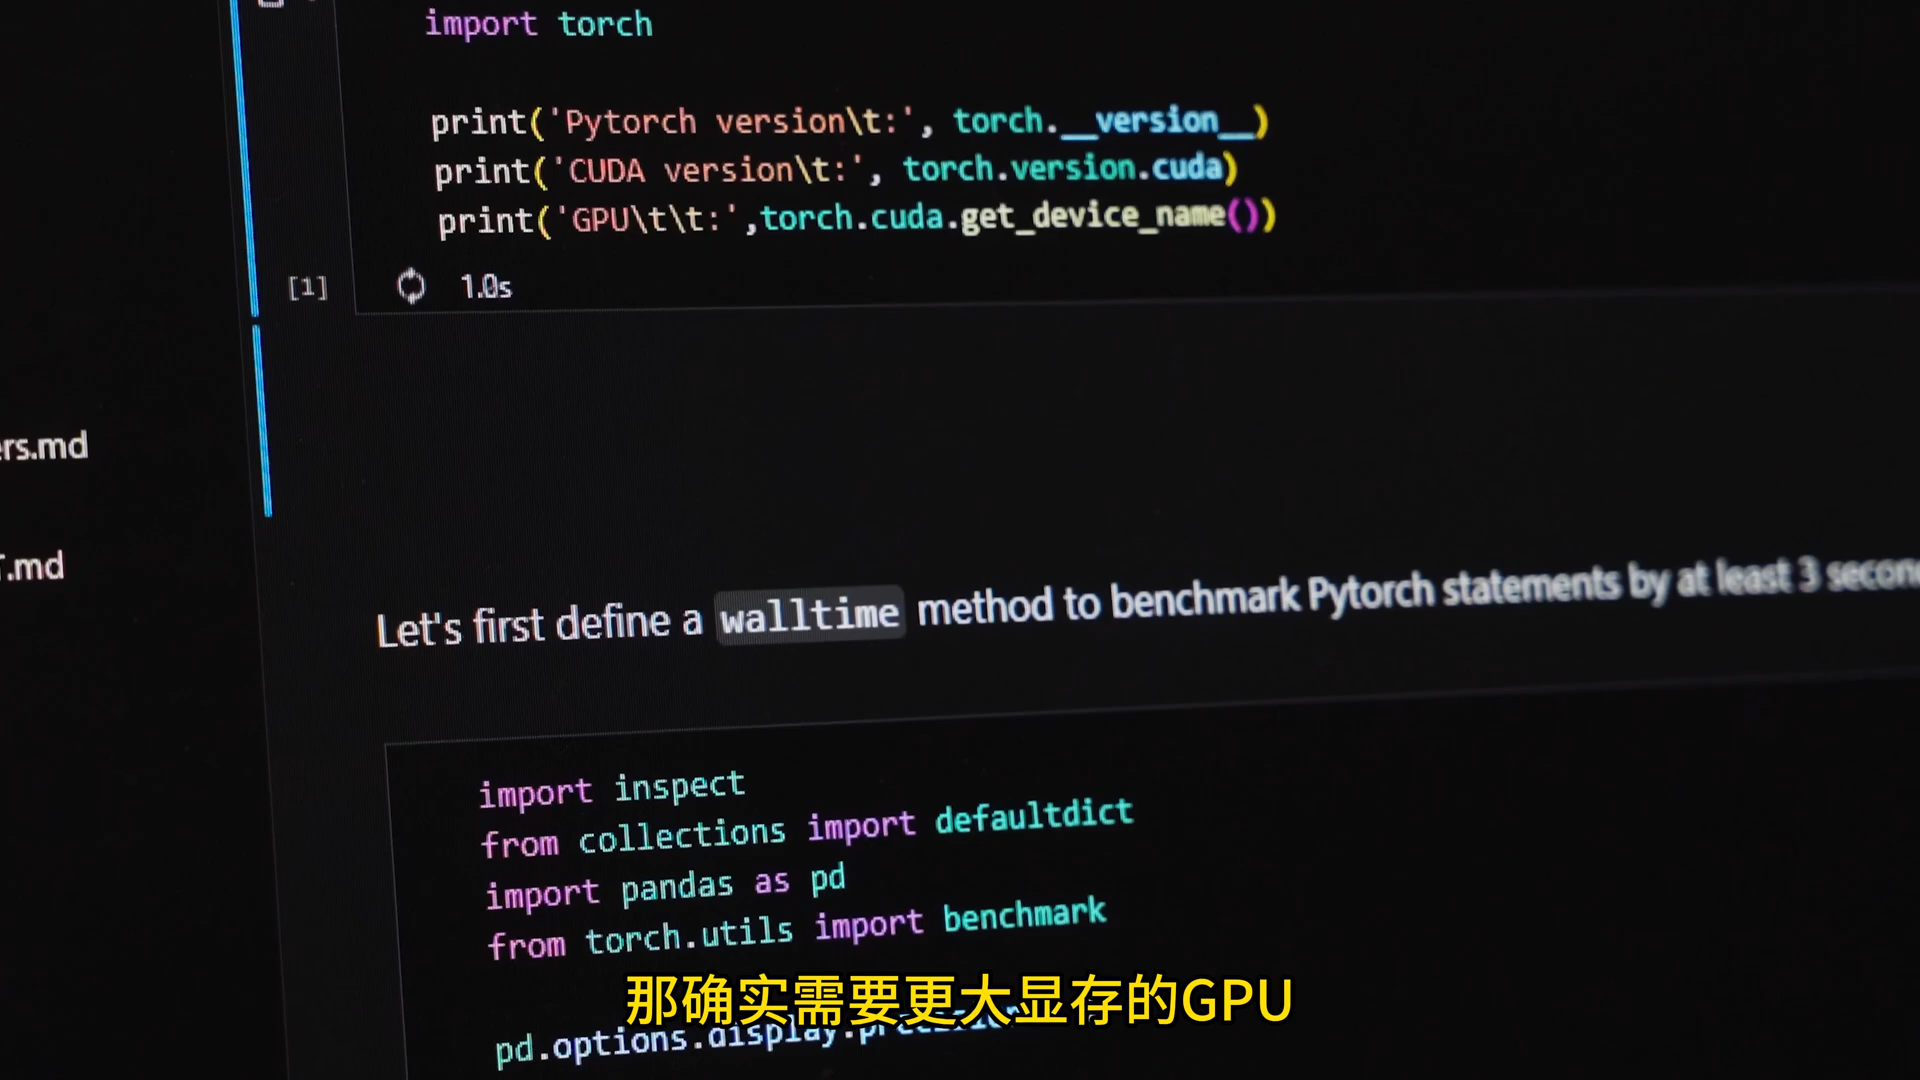 import torch
print('Pytorch version\t:', torch.__version__)
print('CUDA version\t:', torch.version.cuda)
print('GPU\t\t:',torch.cuda.get_device_name())
[1] 1.0s
rs.md
.md
Let's first define a walltime method to benchmark Pytorch statements by at least 3 secon
import inspect
from collections import defaultdict
import pandas as pd
from torch.utils import benchmark
pd.options.display.precision
那确实需要更大显存的GPU